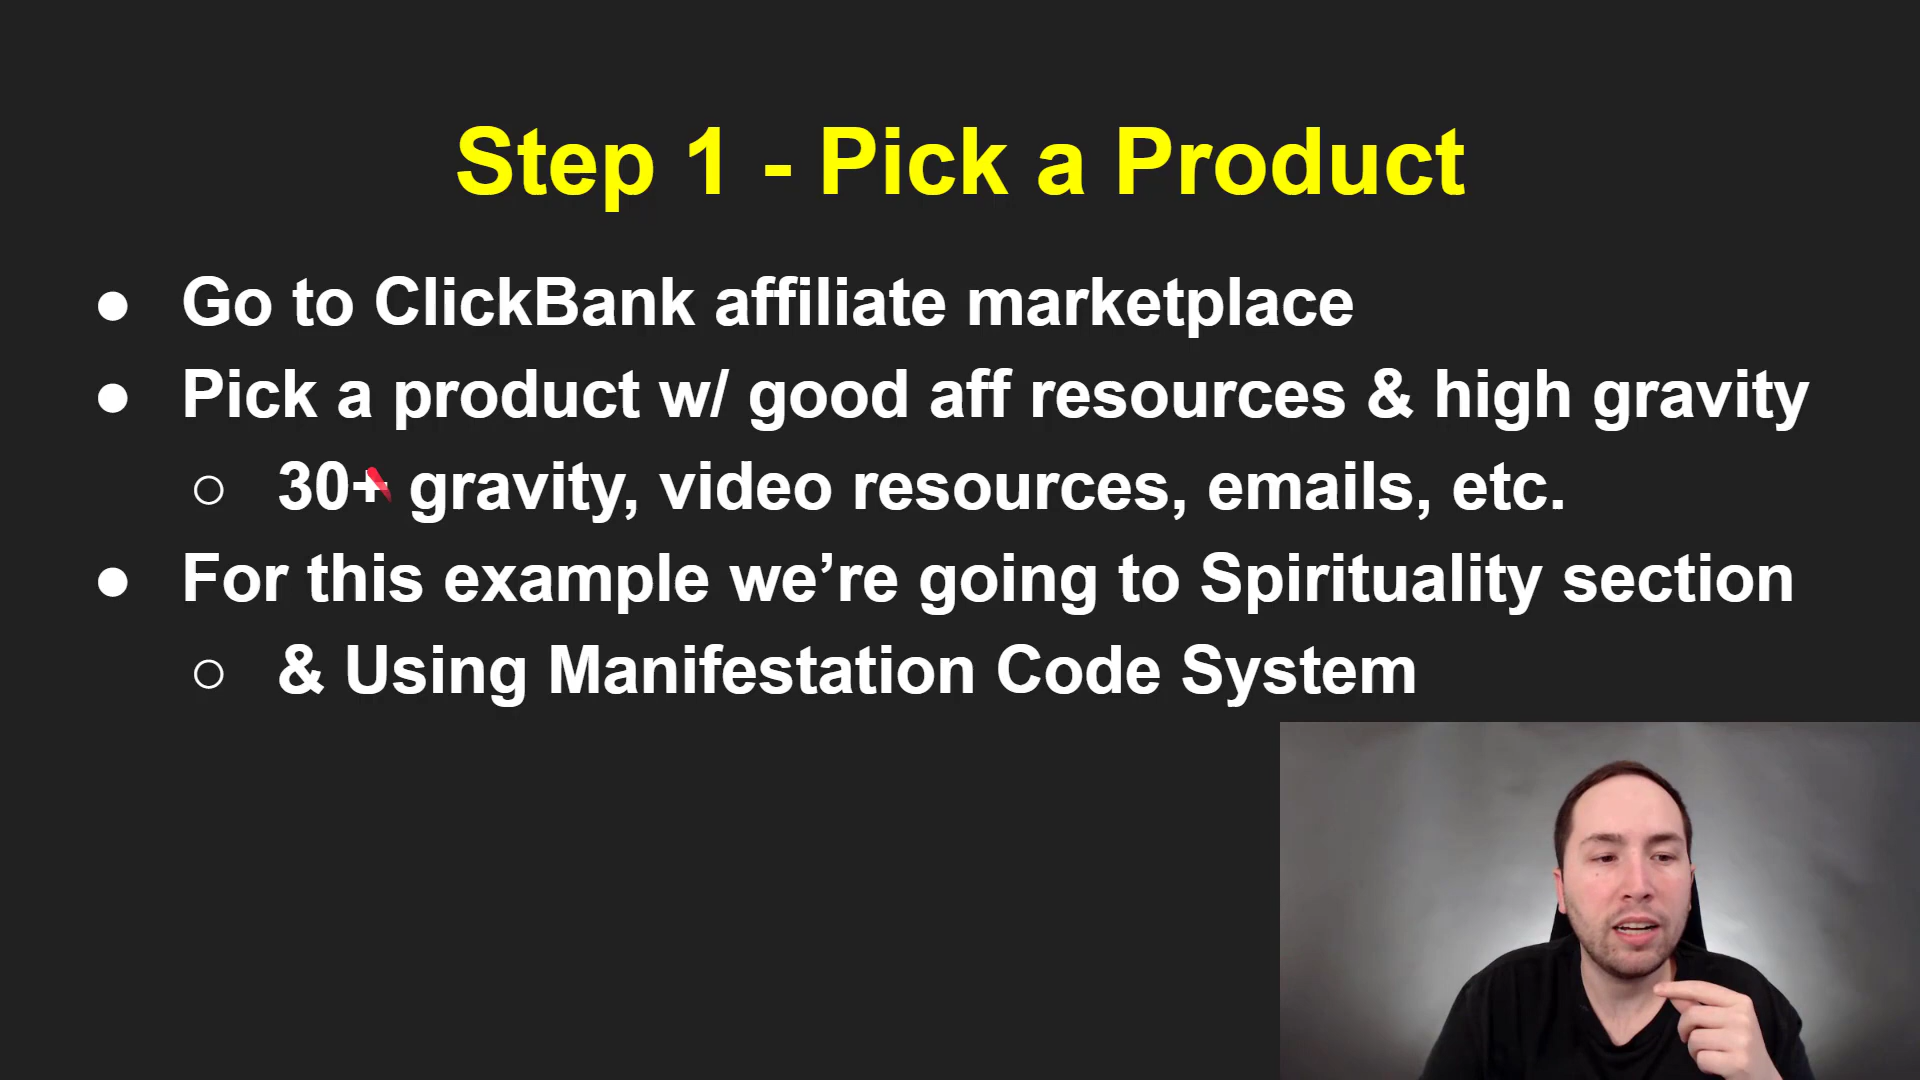 Step 1 - Pick a Product
● Go to ClickBank affiliate marketplace
● Pick a product w/ good aff resources & high gravity
○ 30+ gravity, video resources, emails, etc.
● For this example we’re going to Spirituality section
○ & Using Manifestation Code System